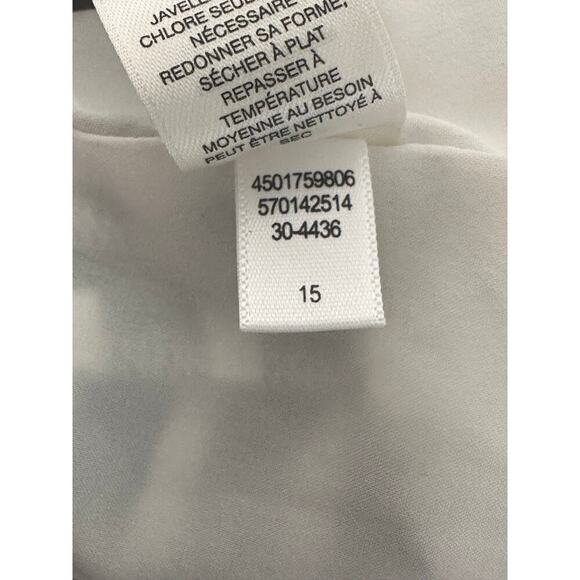 JAVELL
CHLORE SEULE
NÉCESSAIRE
REDONNER SA FORME,
SÉCHER À PLAT
REPASSER À
TEMPÉRATURE
MOYENNE AU BESOIN
PEUT ÊTRE NETTOYÉ À
SEC
4501759806
570142514
30-4436
15